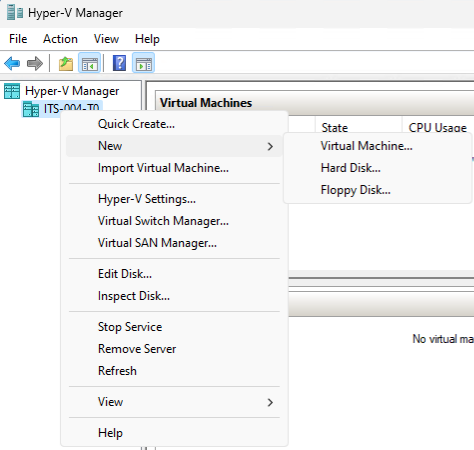 Hyper-V Manager
File Action View Help
Hyper-V Manager
ITS-004-T0
Virtual Machines
State CPU Usage
Quick Create...
New
Import Virtual Machine...
Hyper-V Settings...
Virtual Switch Manager...
Virtual SAN Manager...
Edit Disk...
Inspect Disk...
Stop Service
Remove Server
Refresh
View
Help
Virtual Machine...
Hard Disk...
Floppy Disk...
No virtual ma